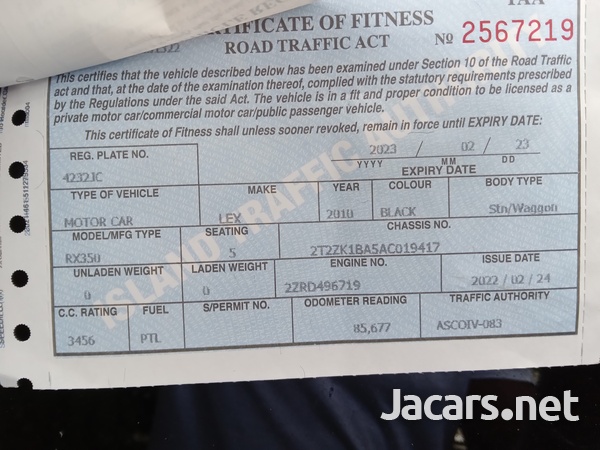 CERTIFICATE OF FITNESS
ROAD TRAFFIC ACT
№ 2567219
This certifies that the vehicle described below has been examined under Section 10 of the Road Traffic
act and that, at the date of the examination thereof, complied with the statutory requirements prescribed
by the Regulations under the said Act. The vehicle is in a fit and proper condition to be licensed as a
private motor car/commercial motor car/public passenger vehicle.
This certificate of Fitness shall unless sooner revoked, remain in force until EXPIRY DATE:
REG. PLATE NO.
4232JC
2023 / 02 / 23
YYYY MM DD
EXPIRY DATE
TYPE OF VEHICLE MAKE YEAR COLOUR BODY TYPE
MOTOR CAR LEX 2010 BLACK Stn/Waggon
MODEL/MFG TYPE SEATING CHASSIS NO.
RX350 5 2T2ZK1BA5AC019417
UNLADEN WEIGHT LADEN WEIGHT ENGINE NO. ISSUE DATE
0 0 2ZRD496719 2022 / 02 / 24
C.C. RATING FUEL S/PERMIT NO. ODOMETER READING TRAFFIC AUTHORITY
3456 PTL 85,677 ASCOTV-083
ISLAND TRAFFIC AUTHORITY
Jacars.net